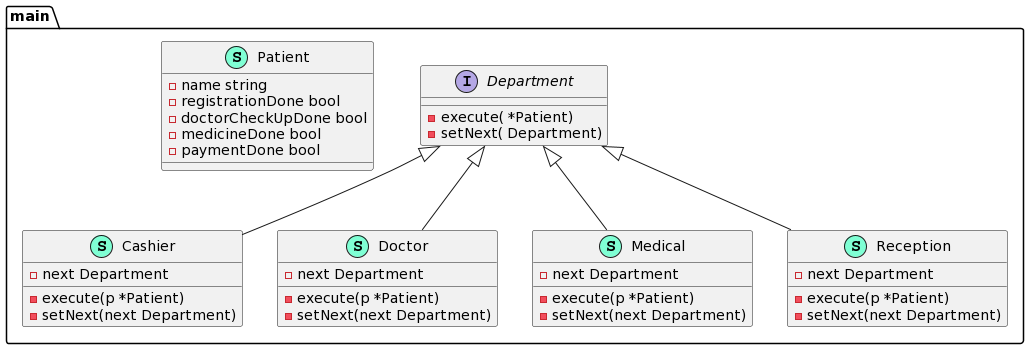 main
S Patient
name string
registrationDone bool
doctorCheckUpDone bool
medicineDone bool
paymentDone bool
I Department
execute( *Patient)
setNext( Department)
S Cashier
next Department
execute(p *Patient)
setNext(next Department)
S Doctor
next Department
execute(p *Patient)
setNext(next Department)
S Medical
next Department
execute(p *Patient)
setNext(next Department)
S Reception
next Department
execute(p *Patient)
setNext(next Department)